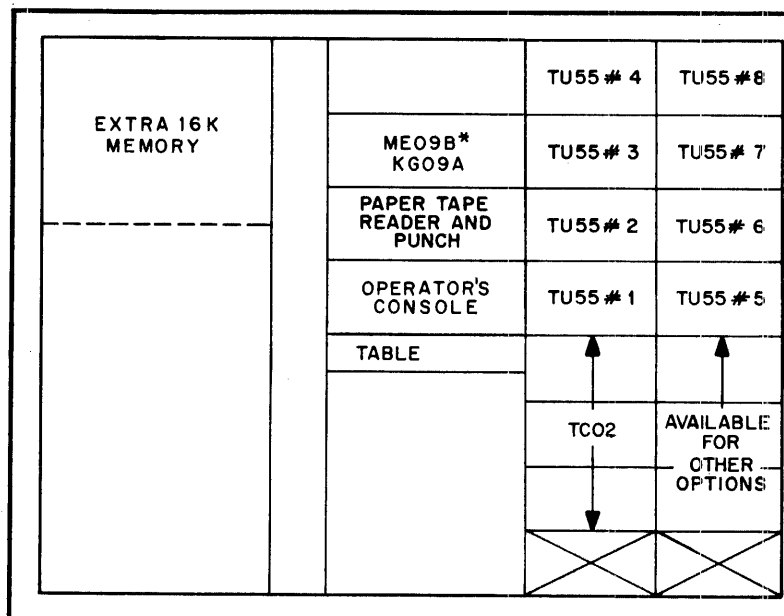 EXTRA 16K
MEMORY
ME09B*
KG09A
PAPER TAPE
READER AND
PUNCH
OPERATOR'S
CONSOLE
TABLE
TU55 # 4
TU55 # 3
TU55 # 2
TU55 # 1
TC02
TU55 #8
TU55 # 7
TU55 # 6
TU55 # 5
AVAILABLE
FOR
OTHER
OPTIONS